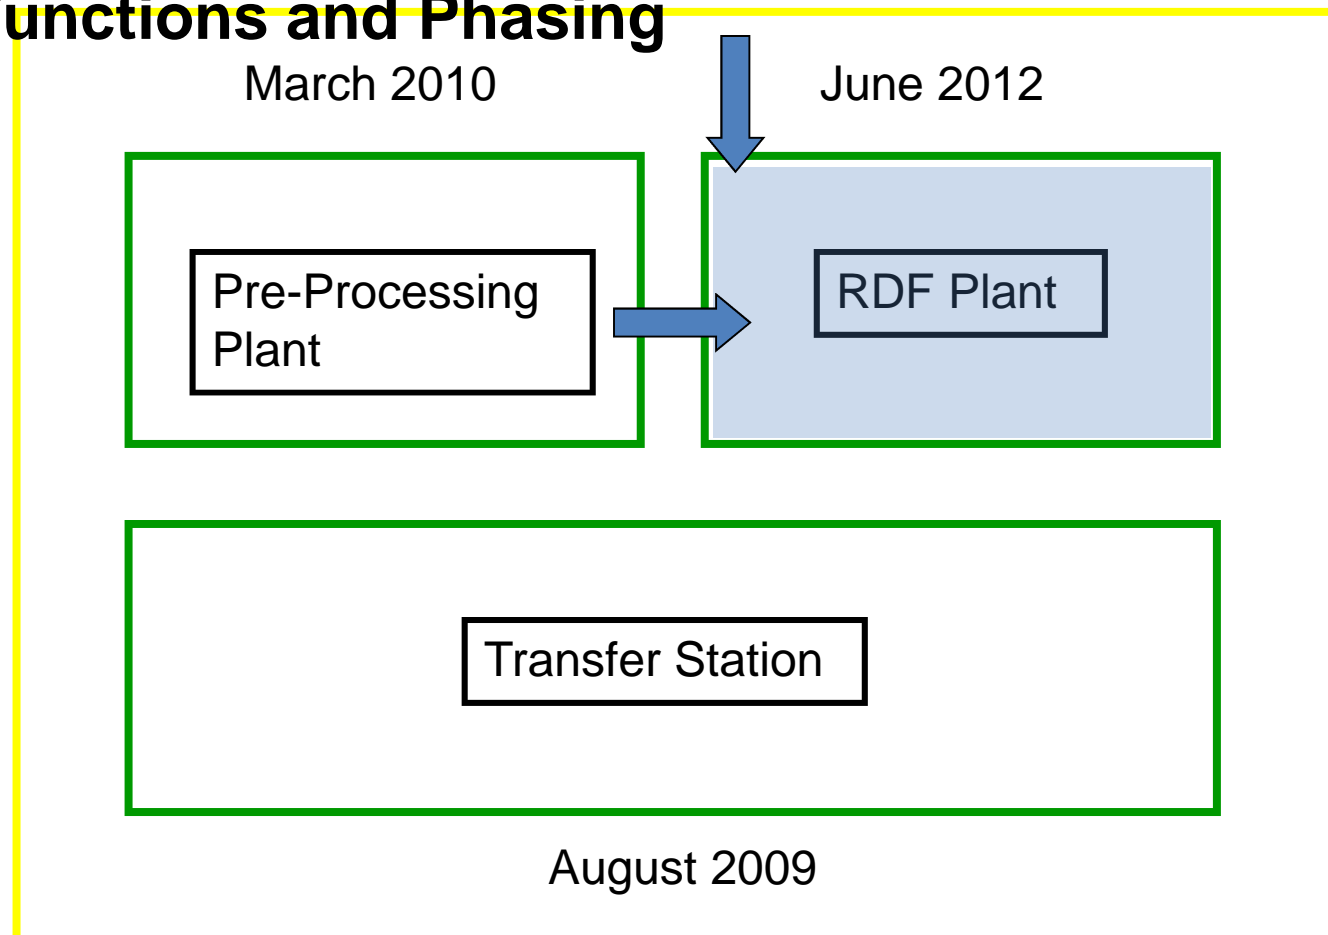 unctions and Phasing
March 2010
June 2012
Pre-Processing
Plant
RDF Plant
Transfer Station
August 2009